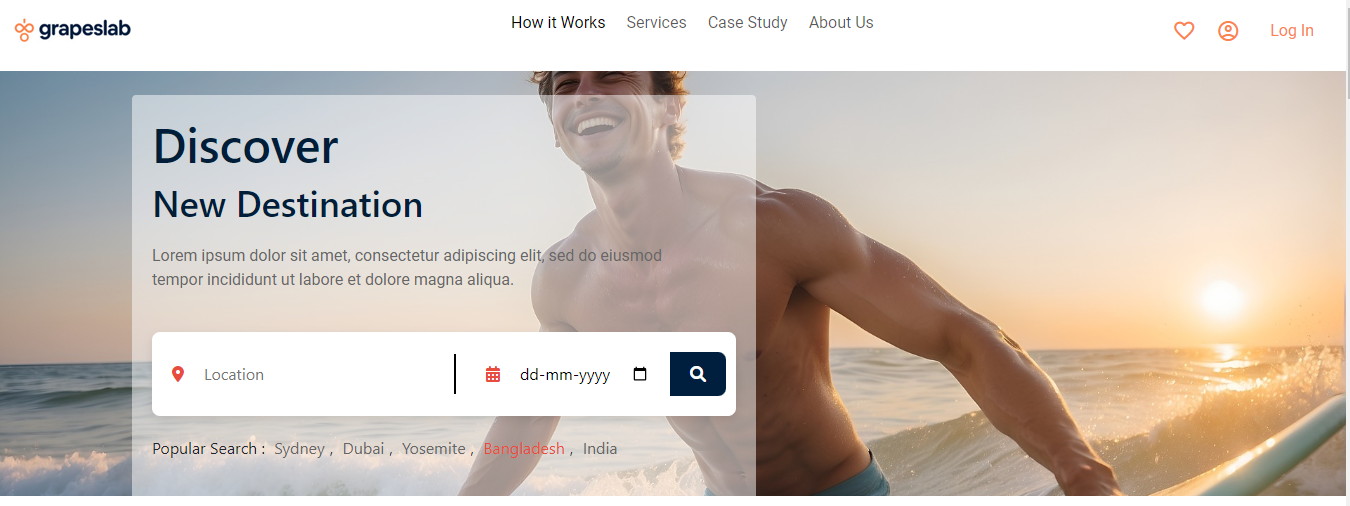 grapeslab
How it Works Services Case Study About Us
Log In
Discover
New Destination
Lorem ipsum dolor sit amet, consectetur adipiscing elit, sed do eiusmod
tempor incididunt ut labore et dolore magna aliqua.
Location dd-mm-yyyy
Popular Search : Sydney , Dubai , Yosemite , Bangladesh , India